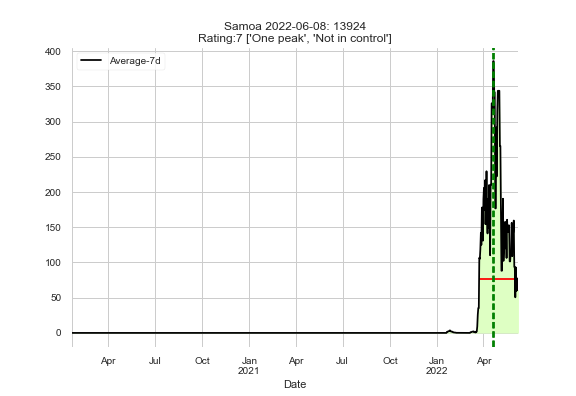 Samoa 2022-06-08: 13924
Rating:7 ['One peak', 'Not in control']
Average-7d
400
350
300
250
200
150
100
50
0
Apr Jul Oct Jan Apr Jul Oct Jan Apr
2021 2022
Date